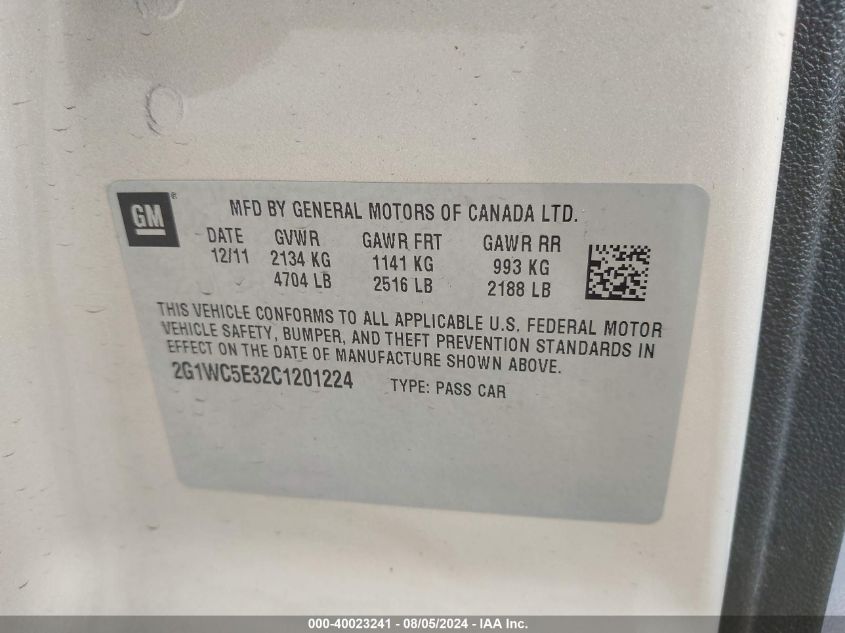 GM®
MFD BY GENERAL MOTORS OF CANADA LTD.
DATE GVWR GAWR FRT GAWR RR
12/11 2134 KG 1141 KG 993 KG
4704 LB 2516 LB 2188 LB
THIS VEHICLE CONFORMS TO ALL APPLICABLE U.S. FEDERAL MOTOR
VEHICLE SAFETY, BUMPER, AND THEFT PREVENTION STANDARDS IN
EFFECT ON THE DATE OF MANUFACTURE SHOWN ABOVE.
2G1WC5E32C1201224 TYPE: PASS CAR
000-40023241 - 08/05/2024 - IAA Inc.